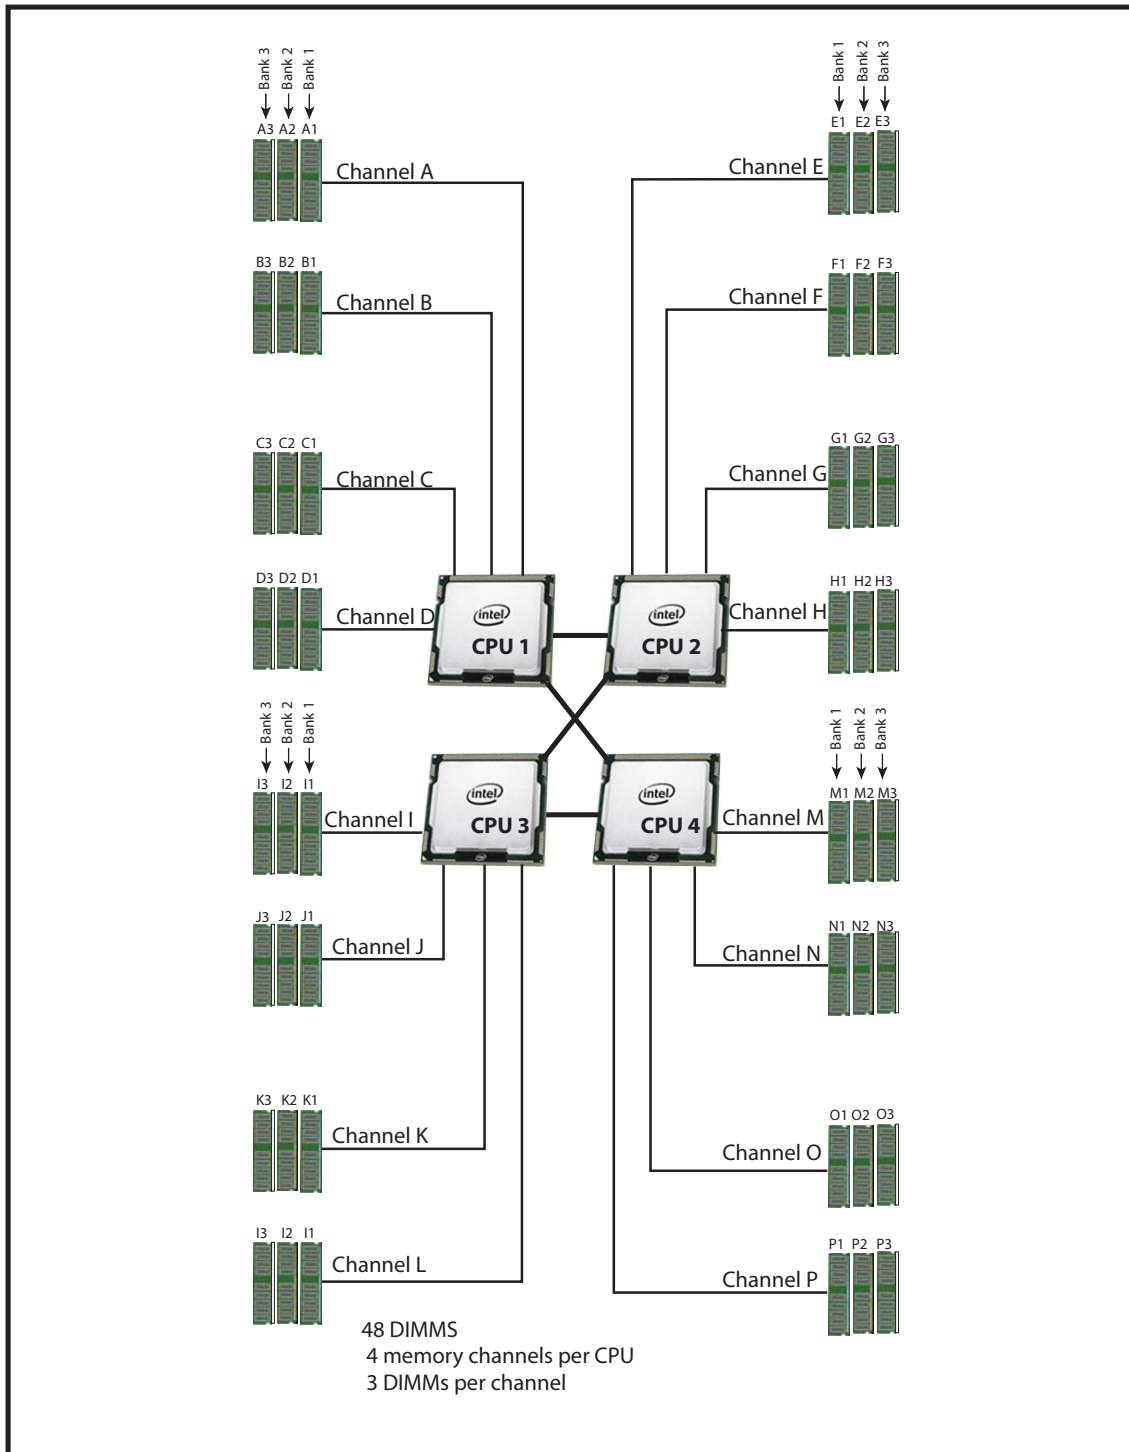 Bank 3
Bank 2
Bank 1
A3 A2 A1
Channel A
B3 B2 B1
Channel B
C3 C2 C1
Channel C
D3 D2 D1
Channel D
Bank 1
Bank 2
Bank 3
E1 E2 E3
Channel E
F1 F2 F3
Channel F
G1 G2 G3
Channel G
H1 H2 H3
Channel H
intel
CPU 1
intel
CPU 2
intel
CPU 3
intel
CPU 4
Bank 3
Bank 2
Bank 1
I3 I2 I1
Channel I
J3 J2 J1
Channel J
K3 K2 K1
Channel K
I3 I2 I1
Channel L
Bank 1
Bank 2
Bank 3
M1 M2 M3
Channel M
N1 N2 N3
Channel N
O1 O2 O3
Channel O
P1 P2 P3
Channel P
48 DIMMS
4 memory channels per CPU
3 DIMMs per channel